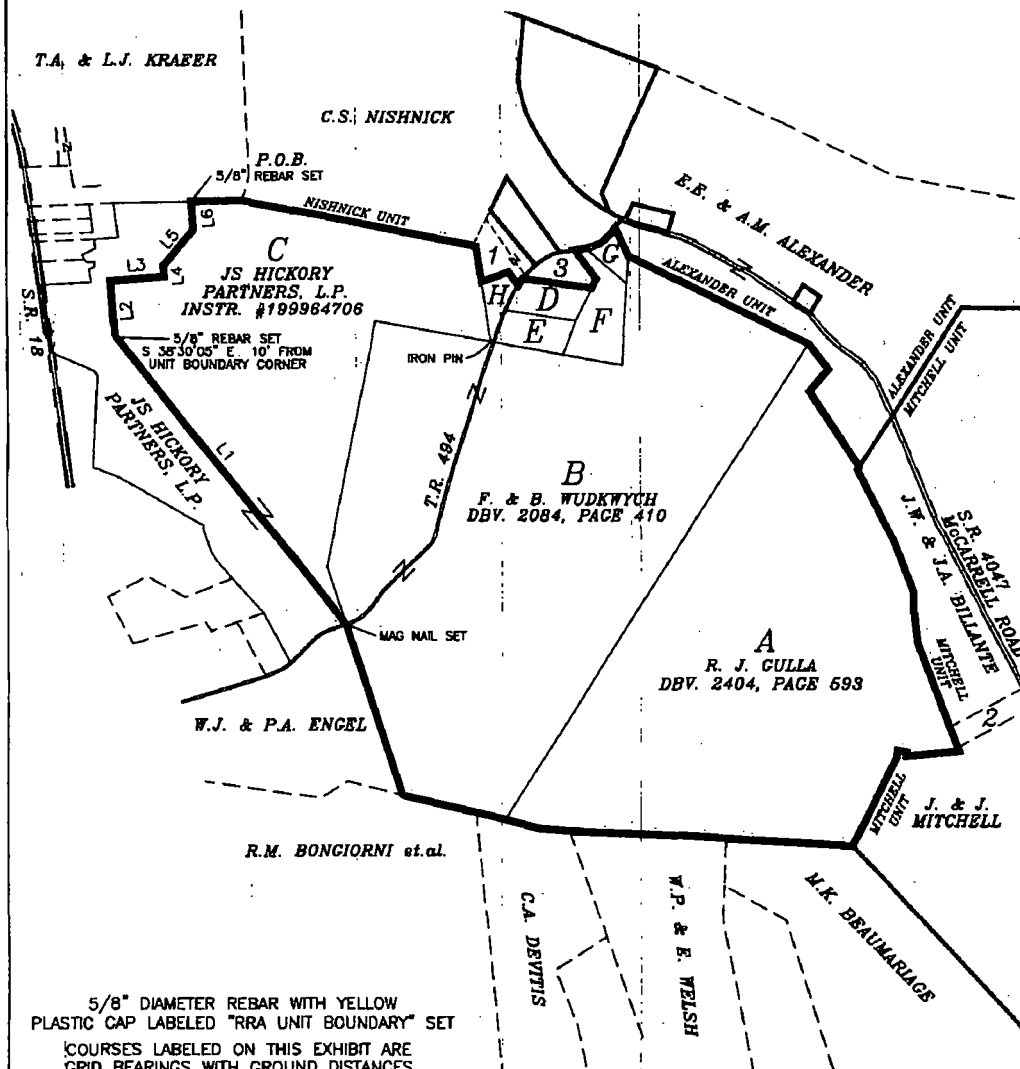 T.A. & L.J. KRAEER
C.S. NISHNICK
P.O.B.
5/8" REBAR SET
NISHNICK UNIT
E.E. & A.M. ALEXANDER
L6
L5
L4
L3
L2
C
JS HICKORY
PARTNERS, L.P.
INSTR. #199964706
1
3
G
H
D
E
F
ALEXANDER UNIT
ALEXANDER UNIT
MITCHELL UNIT
S.R. 18
5/8" REBAR SET
S 38°30'05" E. 10' FROM
UNIT BOUNDARY CORNER
IRON PIN
JS HICKORY
PARTNERS, L.P.
L1
T.R. 494
B
F. & B. WUDKWYCH
DBV. 2084, PAGE 410
S.R. 4047
McCARRELL ROAD
J.W. & J.A. BILLANTE
MAG NAIL SET
A
R. J. GULLA
DBV. 2404, PAGE 593
MITCHELL
UNIT
2
W.J. & P.A. ENGEL
MITCHELL
UNIT
J. & J.
MITCHELL
R.M. BONGIORNI et.al.
C.A. DEVITIS
W.P. & E. WELSH
M.K. BEAUMARIAGE
5/8" DIAMETER REBAR WITH YELLOW
PLASTIC CAP LABELED "RRA UNIT BOUNDARY" SET
COURSES LABELED ON THIS EXHIBIT ARE
GRID BEARINGS WITH GROUND DISTANCES